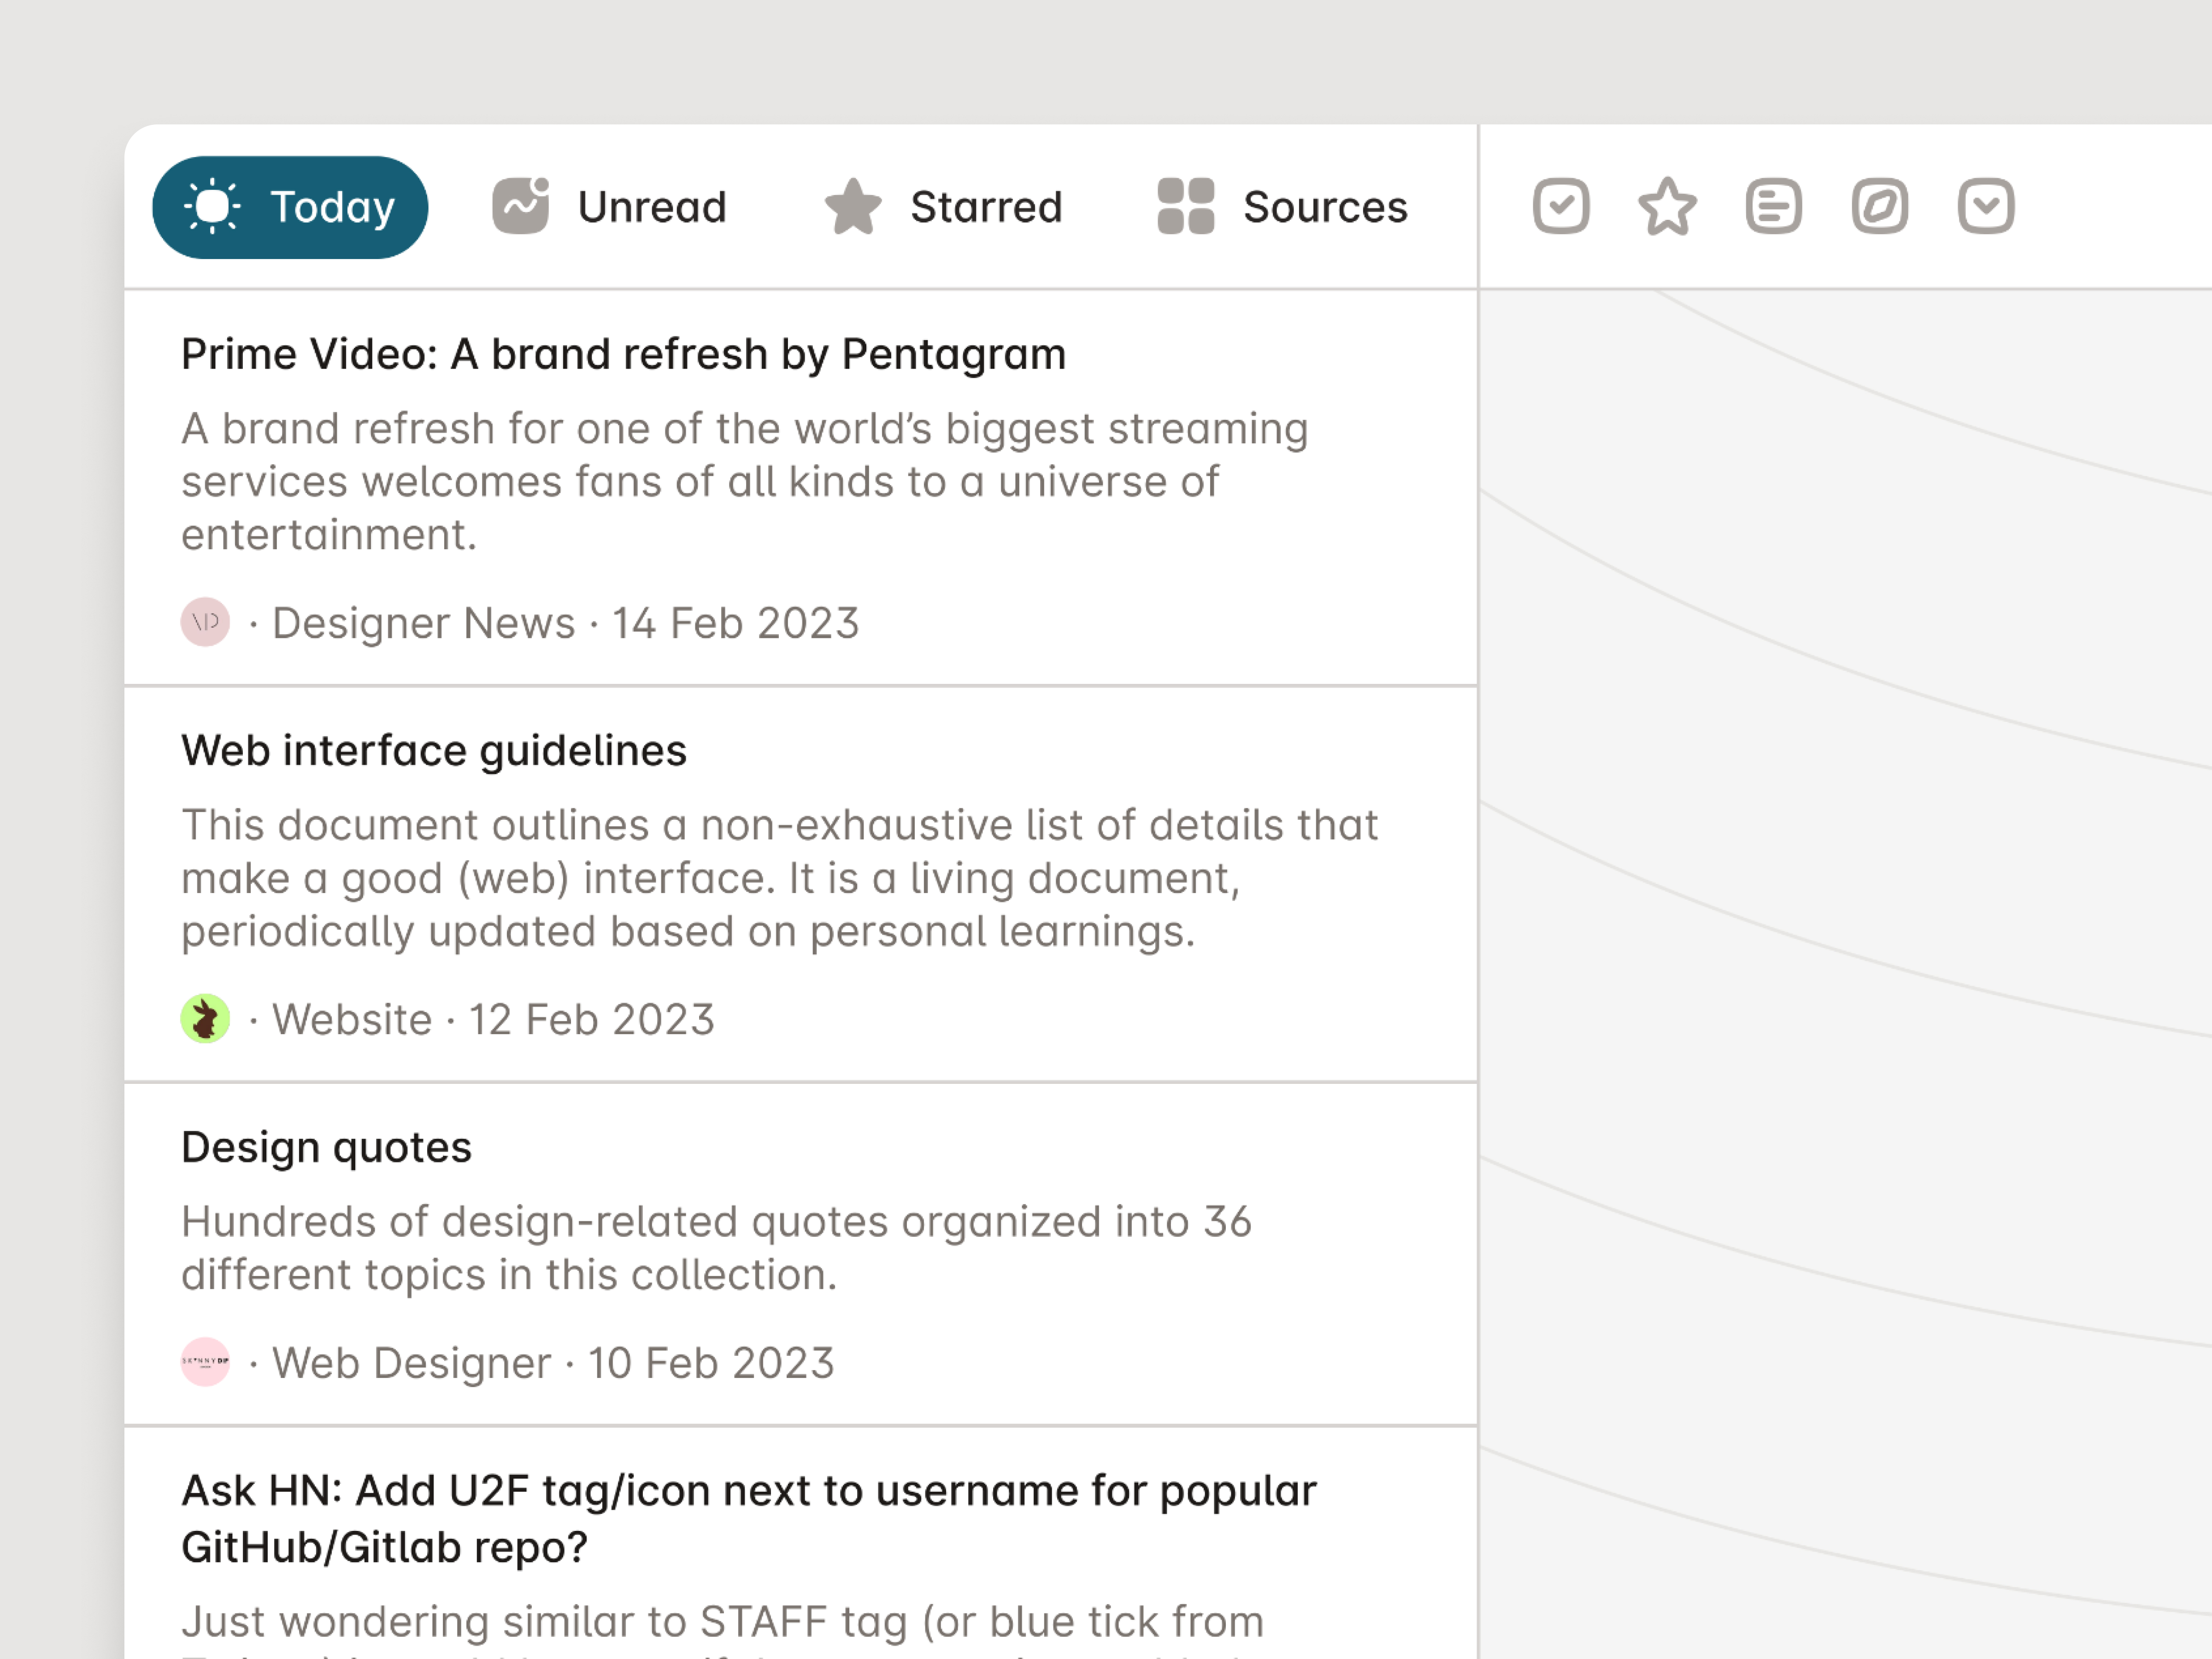 Today
Unread
Starred
Sources
Prime Video: A brand refresh by Pentagram
A brand refresh for one of the world’s biggest streaming
services welcomes fans of all kinds to a universe of
entertainment.
· Designer News · 14 Feb 2023
Web interface guidelines
This document outlines a non-exhaustive list of details that
make a good (web) interface. It is a living document,
periodically updated based on personal learnings.
· Website · 12 Feb 2023
Design quotes
Hundreds of design-related quotes organized into 36
different topics in this collection.
SKINNYDIP
· Web Designer · 10 Feb 2023
Ask HN: Add U2F tag/icon next to username for popular
GitHub/Gitlab repo?
Just wondering similar to STAFF tag (or blue tick from